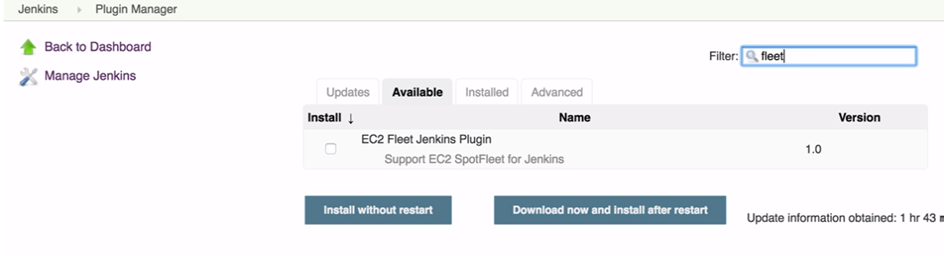 Jenkins Plugin Manager
Back to Dashboard
Manage Jenkins
Filter: fleet
Updates Available Installed Advanced
Install ↓ Name Version
EC2 Fleet Jenkins Plugin
Support EC2 SpotFleet for Jenkins
1.0
Install without restart Download now and install after restart Update information obtained: 1 hr 43